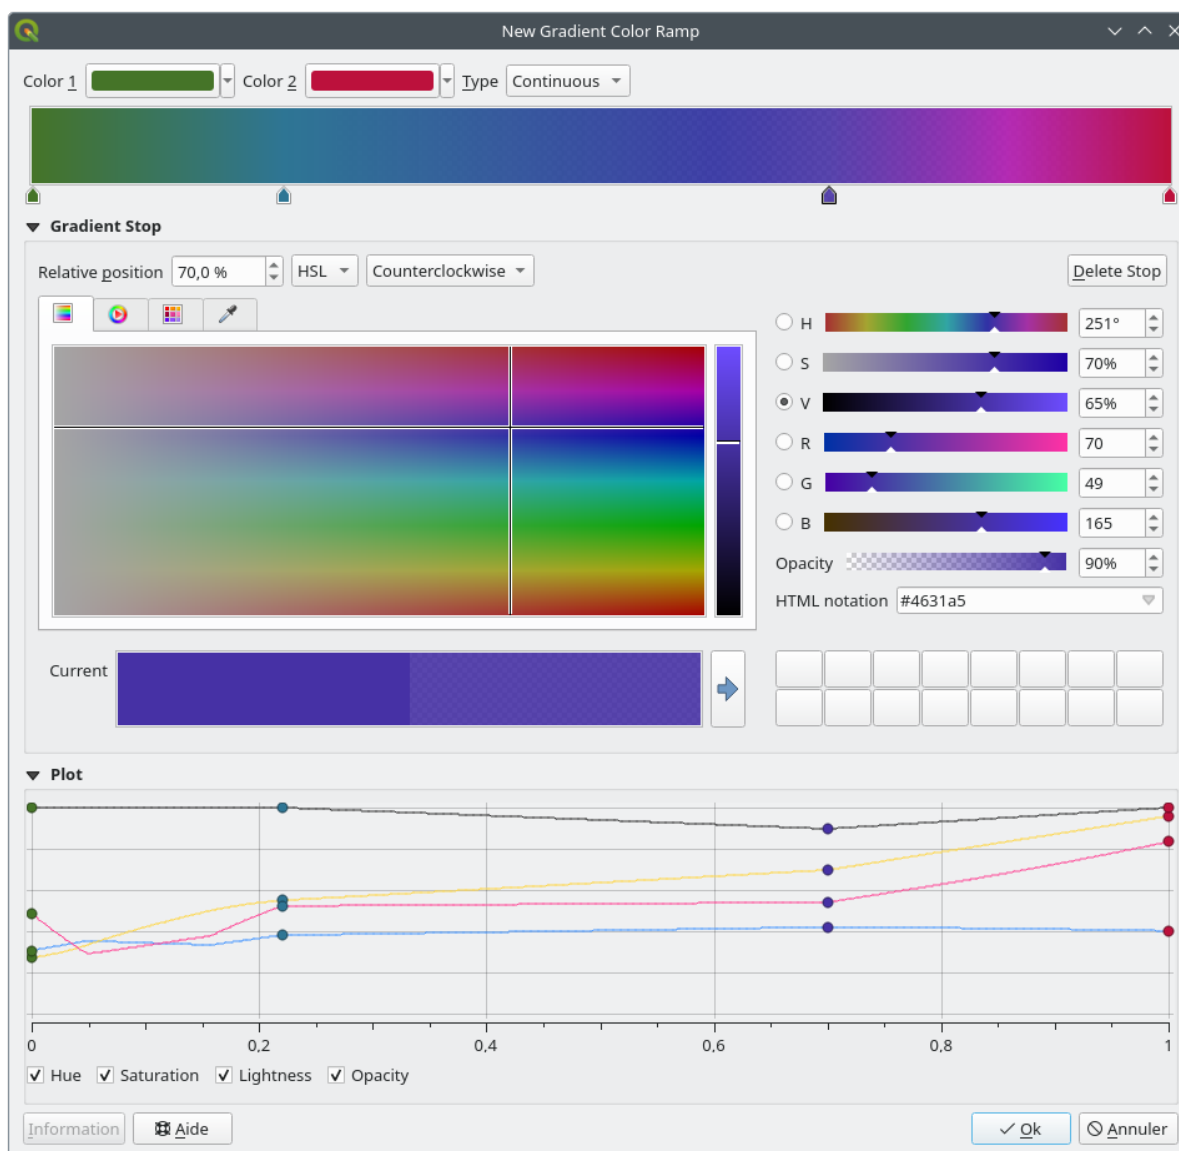 New Gradient Color Ramp
Color 1 Color 2 Type Continuous
Gradient Stop
Relative position 70,0 % HSL Counterclockwise Delete Stop
H 251°
S 70%
V 65%
R 70
G 49
B 165
Opacity 90%
HTML notation #4631a5
Current
Plot
0 0,2 0,4 0,6 0,8 1
Hue Saturation Lightness Opacity
Information Aide Ok Annuler